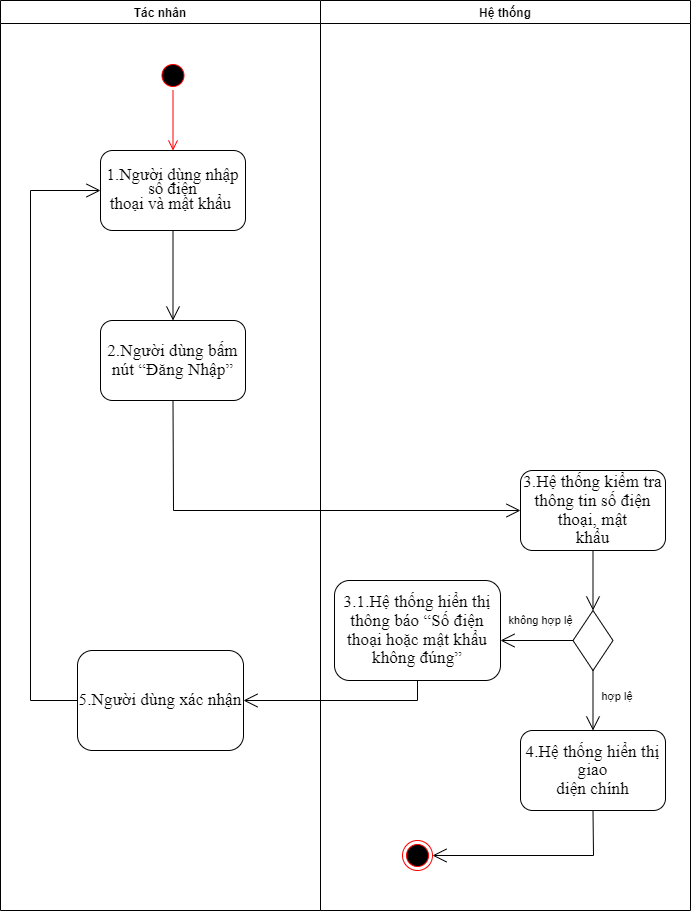 Tác nhân
Hệ thống
1.Người dùng nhập
số điện
thoại và mật khẩu
2.Người dùng bấm
nút “Đăng Nhập”
3.Hệ thống kiểm tra
thông tin số điện
thoại, mật
khẩu
3.1.Hệ thống hiển thị
thông báo “Số điện
thoại hoặc mật khẩu
không đúng”
không hợp lệ
5.Người dùng xác nhận
hợp lệ
4.Hệ thống hiển thị
giao
diện chính